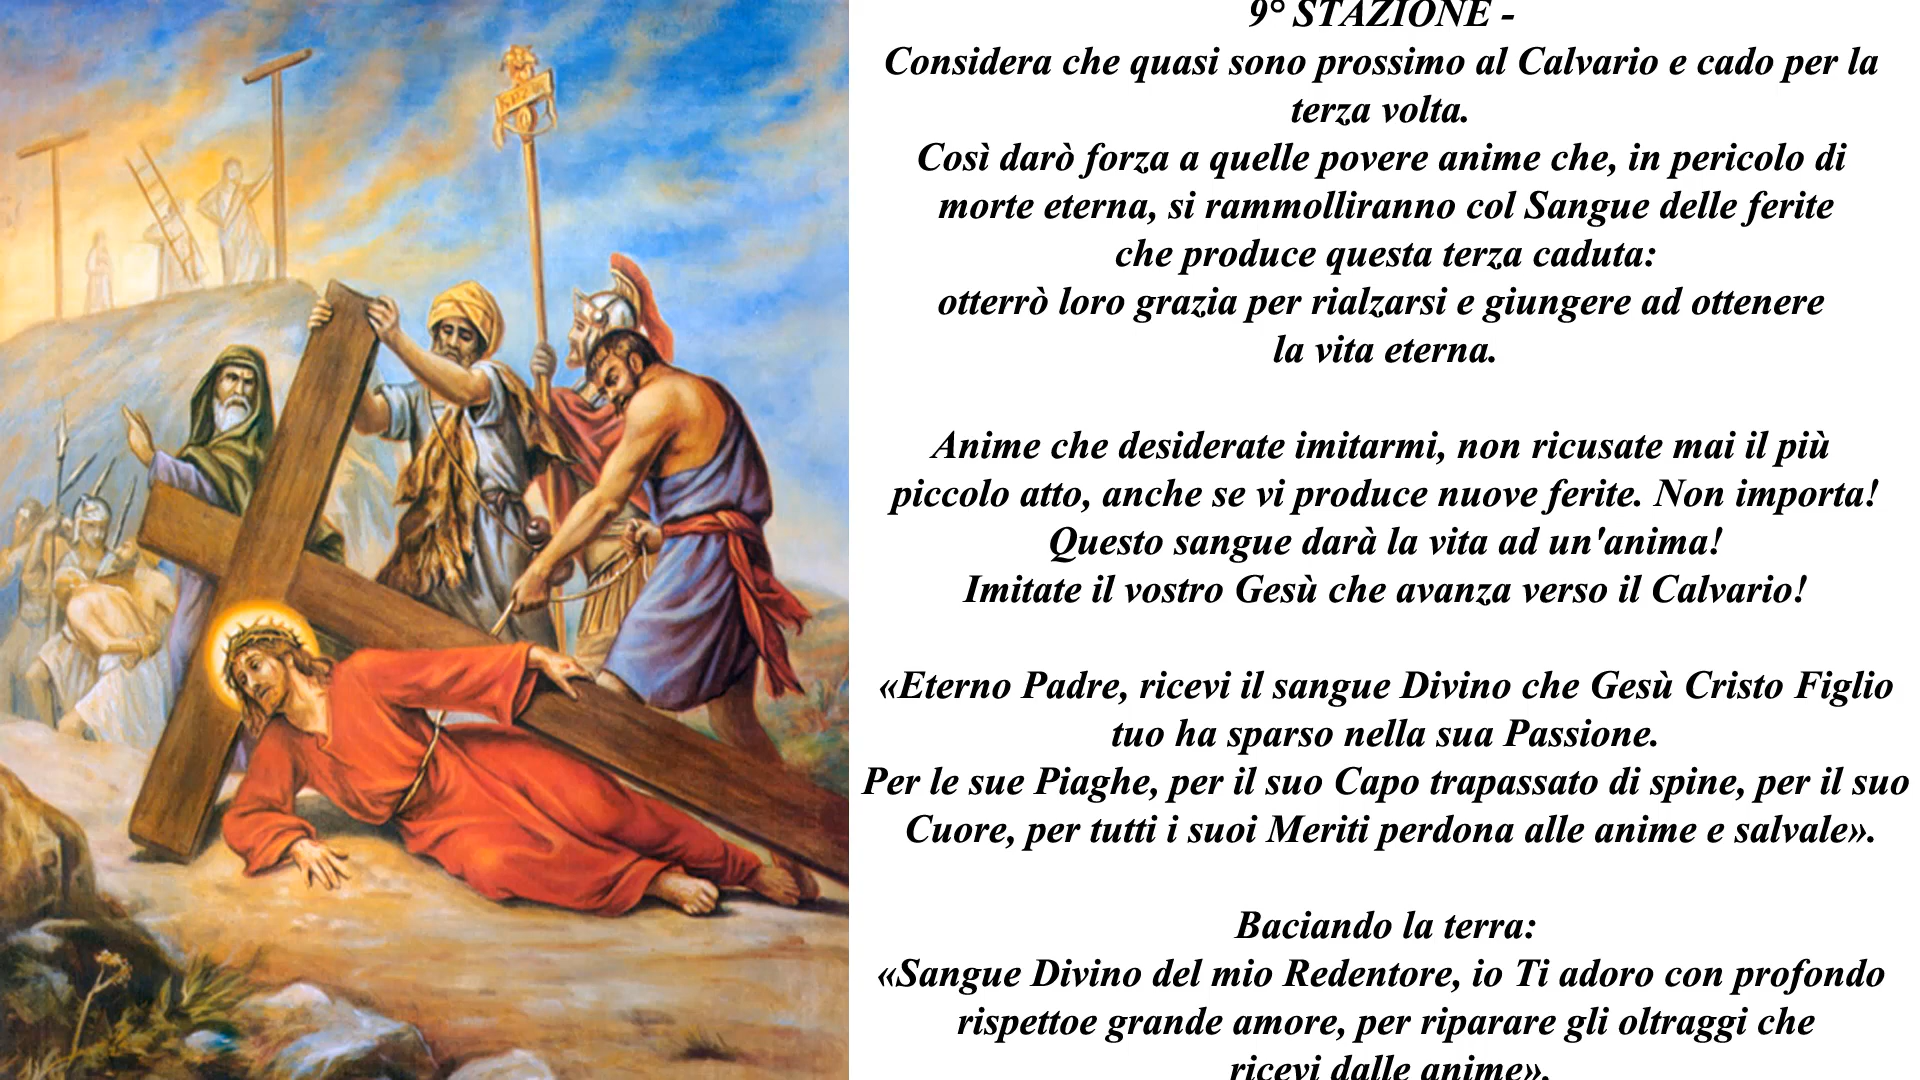 9° STAZIONE -
Considera che quasi sono prossimo al Calvario e cado per la
terza volta.
Così darò forza a quelle povere anime che, in pericolo di
morte eterna, si rammolliranno col Sangue delle ferite
che produce questa terza caduta:
otterrò loro grazia per rialzarsi e giungere ad ottenere
la vita eterna.
Anime che desiderate imitarmi, non ricusate mai il più
piccolo atto, anche se vi produce nuove ferite. Non importa!
Questo sangue darà la vita ad un'anima!
Imitate il vostro Gesù che avanza verso il Calvario!
«Eterno Padre, ricevi il sangue Divino che Gesù Cristo Figlio
tuo ha sparso nella sua Passione.
Per le sue Piaghe, per il suo Capo trapassato di spine, per il suo
Cuore, per tutti i suoi Meriti perdona alle anime e salvale».
Baciando la terra:
«Sangue Divino del mio Redentore, io Ti adoro con profondo
rispettoe grande amore, per riparare gli oltraggi che
ricevi dalle anime».